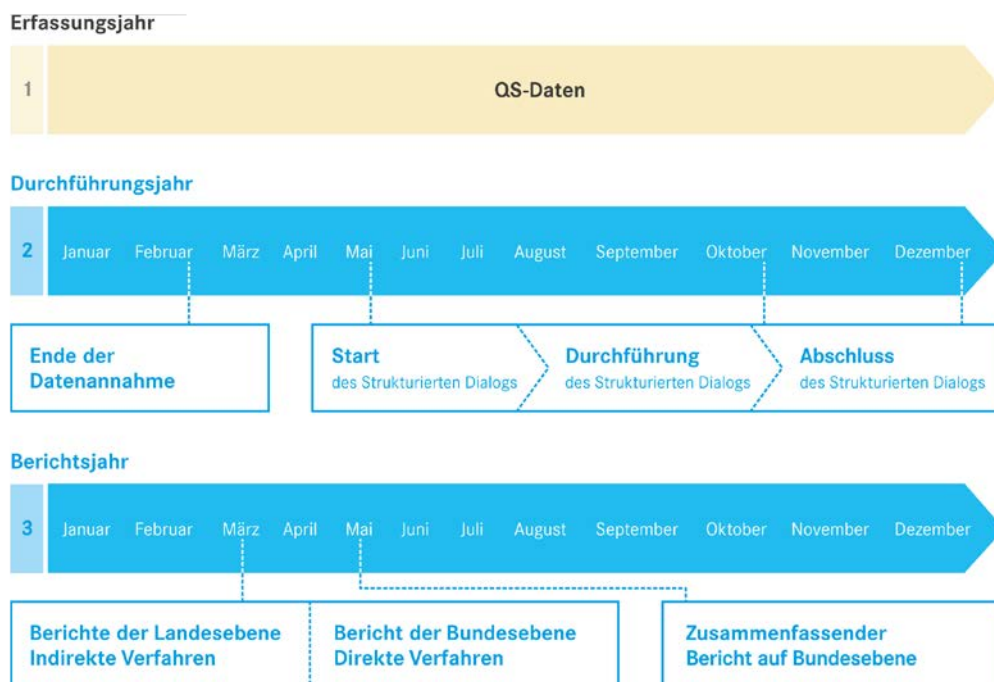 Erfassungsjahr
1
QS-Daten
Durchführungsjahr
2
Januar Februar März April Mai Juni Juli August September Oktober November Dezember
Ende der
Datenannahme
Start
des Strukturierten Dialogs
Durchführung
des Strukturierten Dialogs
Abschluss
des Strukturierten Dialogs
Berichtsjahr
3
Januar Februar März April Mai Juni Juli August September Oktober November Dezember
Berichte der Landesebene
Indirekte Verfahren
Bericht der Bundesebene
Direkte Verfahren
Zusammenfassender
Bericht auf Bundesebene